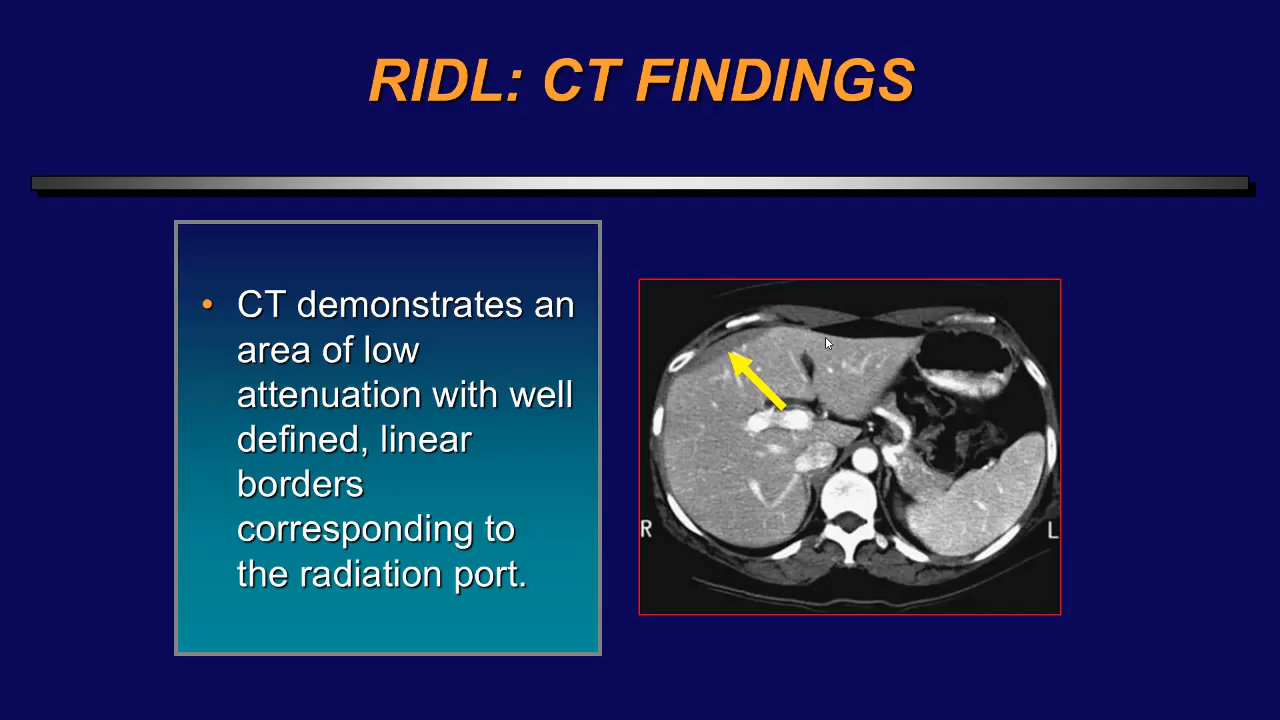 RIDL: CT FINDINGS
• CT demonstrates an
area of low
attenuation with well
defined, linear
borders
corresponding to
the radiation port.
R
L